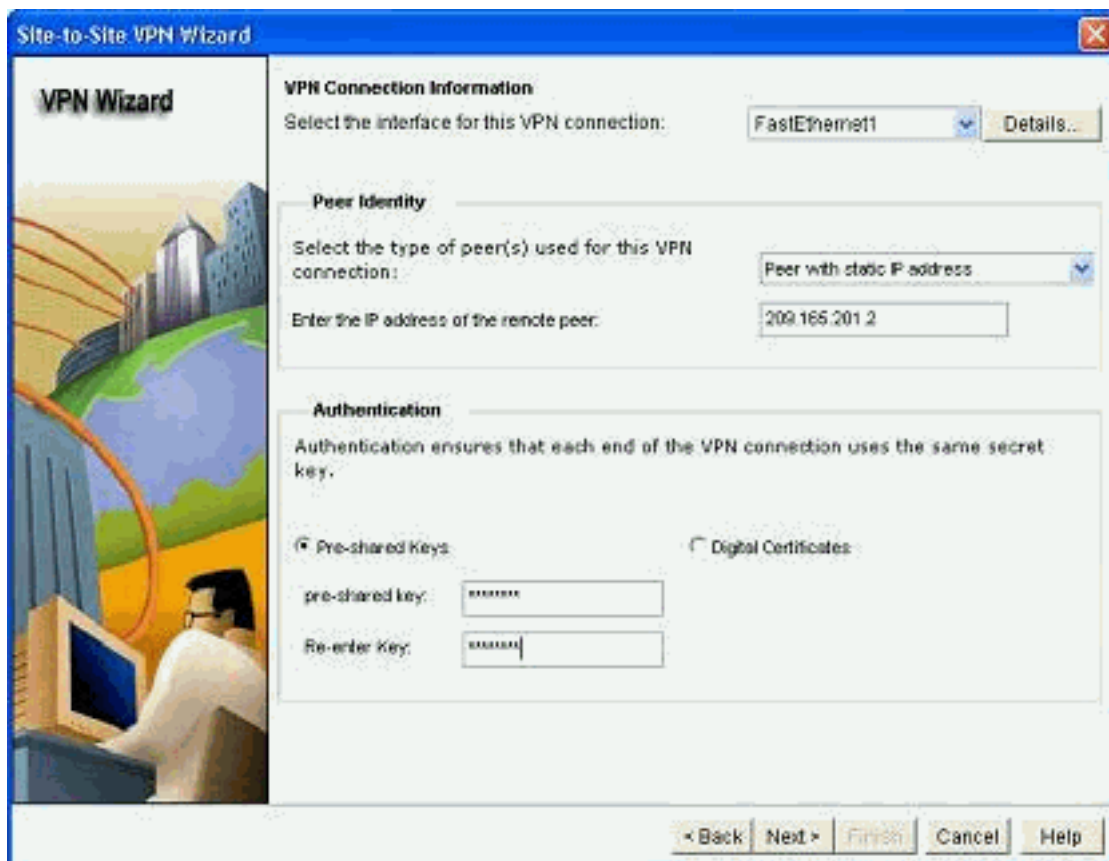 Site-to-Site VPN Wizard
VPN Wizard
VPN Connection Information
Select the interface for this VPN connection:
FastEthernet1
Details...
Peer Identity
Select the type of peer(s) used for this VPN
connection:
Peer with static IP address
Enter the IP address of the remote peer:
209.165.201.2
Authentication
Authentication ensures that each end of the VPN connection uses the same secret
key.
Pre-shared Keys
Digital Certificates
pre-shared key:
********
Re-enter Key:
********
< Back
Next >
Finish
Cancel
Help